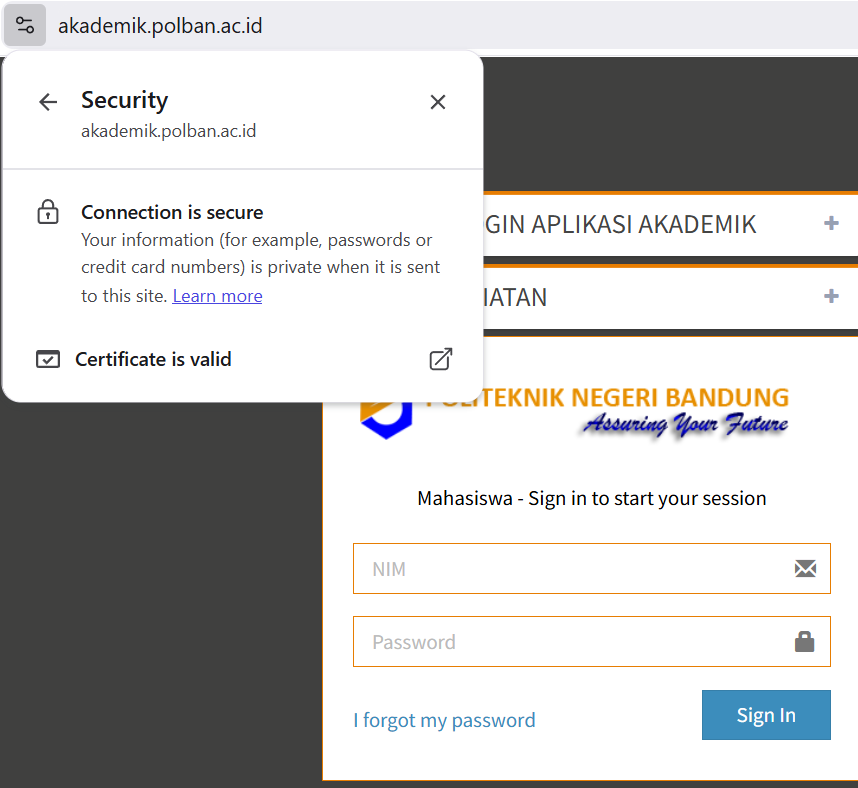 akademik.polban.ac.id
Security
akademik.polban.ac.id
Connection is secure
Your information (for example, passwords or
credit card numbers) is private when it is sent
to this site. Learn more
Certificate is valid
GIN APLIKASI AKADEMIK
IATAN
POLITEKNIK NEGERI BANDUNG
Assuring Your Future
Mahasiswa - Sign in to start your session
NIM
Password
I forgot my password
Sign In